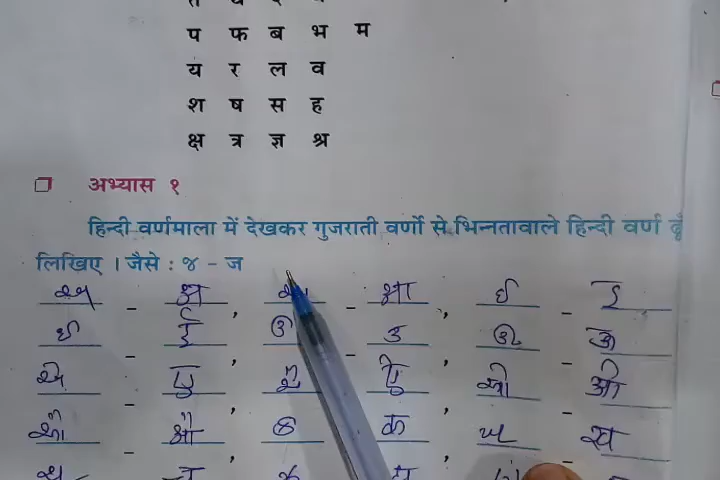 प फ ब भ म
य र ल व
श ष स ह
क्ष त्र ज्ञ श्र
अभ्यास १
हिन्दी वर्णमाला में देखकर गुजराती वर्णों से भिन्नतावाले हिन्दी वर्ण ढूँ
लिखिए । जैसे : જ - ज
અ - अ, - आ, ઈ - इ
ઈ - ई, ઉ - उ, ઊ - ऊ
એ - ए, ઐ - ऐ, ઓ - ओ
ઔ - औ, ક - क, ખ - ख